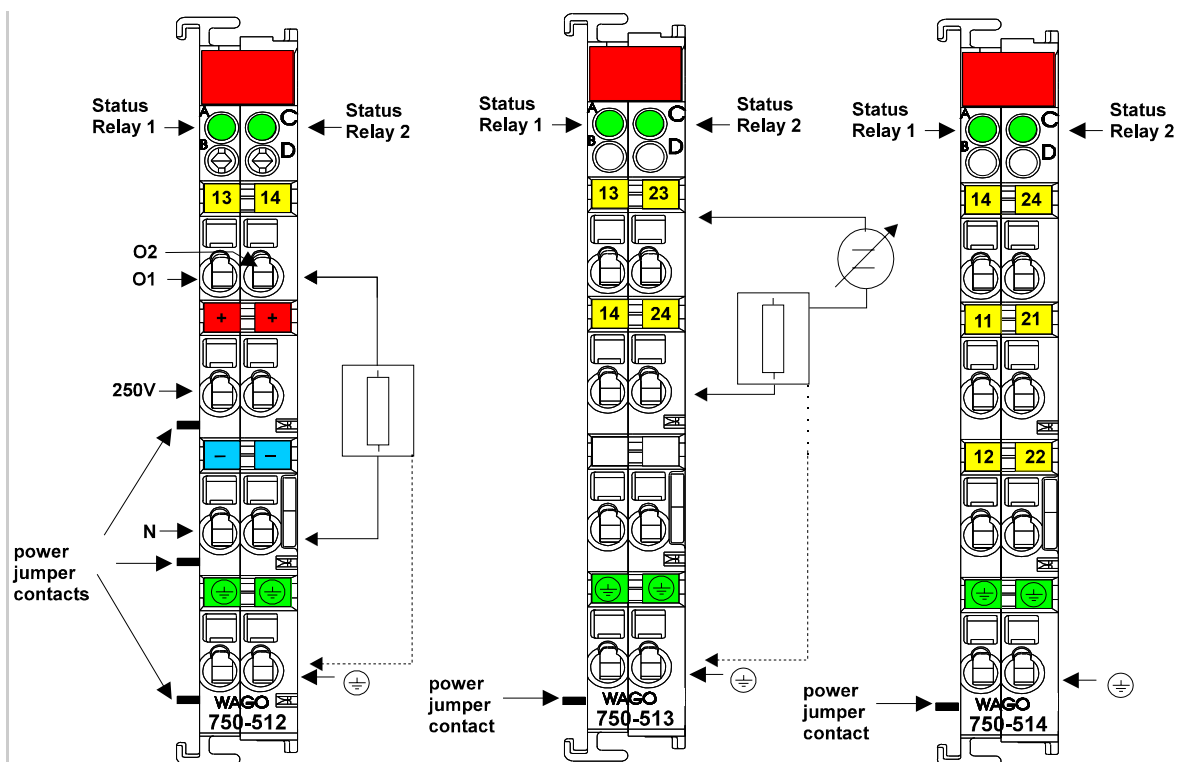 Status
Relay 1
A
B
C
D
Status
Relay 2
13 14
O2
O1
+ +
250V
– –
N
power
jumper
contacts
WAGO
750-512
Status
Relay 1
A
B
C
D
Status
Relay 2
13 23
14 24
power
jumper
contact
WAGO
750-513
Status
Relay 1
A
B
C
D
Status
Relay 2
14 24
11 21
12 22
power
jumper
contact
WAGO
750-514